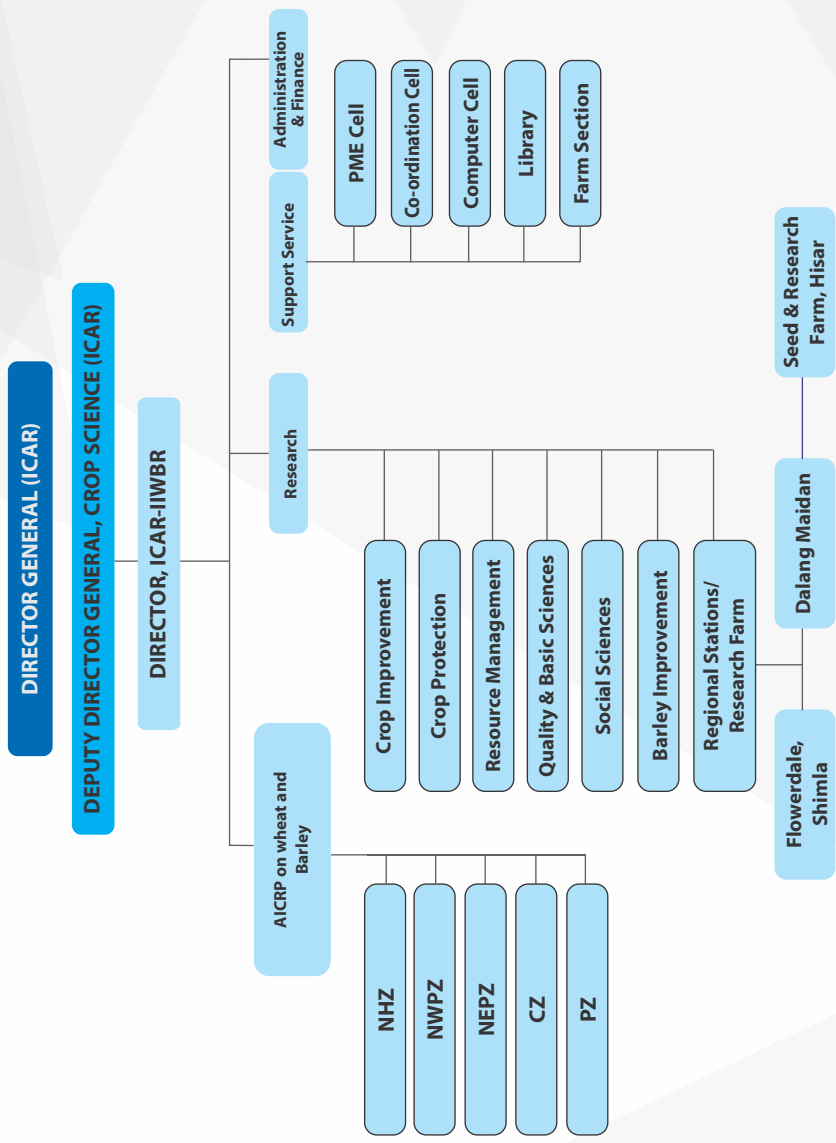 DIRECTOR GENERAL (ICAR)
DEPUTY DIRECTOR GENERAL, CROP SCIENCE (ICAR)
DIRECTOR, ICAR-IIWBR
AICRP on wheat and
Barley
NHZ
NWPZ
NEPZ
CZ
PZ
Research
Crop Improvement
Crop Protection
Resource Management
Quality & Basic Sciences
Social Sciences
Barley Improvement
Regional Stations/
Research Farm
Flowerdale,
Shimla
Dalang Maidan
Seed & Research
Farm, Hisar
Support Service
PME Cell
Co-ordination Cell
Computer Cell
Library
Farm Section
Administration
& Finance